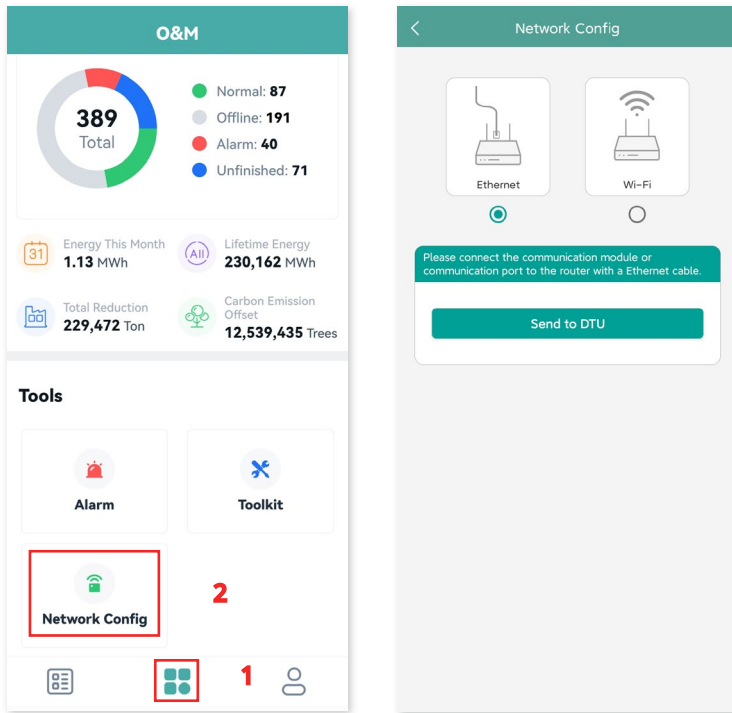 O&M
389
Total
Normal: 87
Offline: 191
Alarm: 40
Unfinished: 71
31
Energy This Month
1.13 MWh
All
Lifetime Energy
230,162 MWh
Total Reduction
229,472 Ton
Carbon Emission
Offset
12,539,435 Trees
Tools
Alarm
Toolkit
Network Config
2
1
Network Config
Ethernet
Wi-Fi
Please connect the communication module or
communication port to the router with a Ethernet cable.
Send to DTU